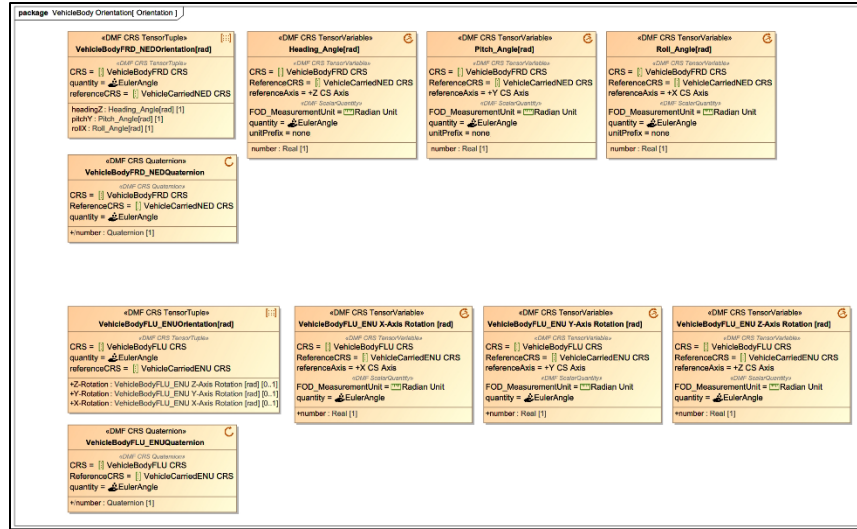 package VehicleBody Orientation[ Orientation ]
«DMF CRS TensorTuple»
VehicleBodyFRD_NEDOrientation[rad]
«DMF CRS TensorTuple»
CRS = VehicleBodyFRD CRS
quantity = EulerAngle
referenceCRS = VehicleCarriedNED CRS
headingZ : Heading_Angle[rad] [1]
pitchY : Pitch_Angle[rad] [1]
rollX : Roll_Angle[rad] [1]
«DMF CRS TensorVariable»
Heading_Angle[rad]
«DMF CRS TensorVariable»
CRS = VehicleBodyFRD CRS
ReferenceCRS = VehicleCarriedNED CRS
referenceAxis = +Z CS Axis
«DMF ScalarQuantity»
FOD_MeasurementUnit = Radian Unit
quantity = EulerAngle
unitPrefix = none
number : Real [1]
«DMF CRS TensorVariable»
Pitch_Angle[rad]
«DMF CRS TensorVariable»
CRS = VehicleBodyFRD CRS
ReferenceCRS = VehicleCarriedNED CRS
referenceAxis = +Y CS Axis
«DMF ScalarQuantity»
FOD_MeasurementUnit = Radian Unit
quantity = EulerAngle
unitPrefix = none
number : Real [1]
«DMF CRS TensorVariable»
Roll_Angle[rad]
«DMF CRS TensorVariable»
CRS = VehicleBodyFRD CRS
ReferenceCRS = VehicleCarriedNED CRS
referenceAxis = +X CS Axis
«DMF ScalarQuantity»
FOD_MeasurementUnit = Radian Unit
quantity = EulerAngle
unitPrefix = none
number : Real [1]
«DMF CRS Quaternion»
VehicleBodyFRD_NEDQuaternion
«DMF CRS Quaternion»
CRS = VehicleBodyFRD CRS
ReferenceCRS = VehicleCarriedNED CRS
quantity = EulerAngle
+/number : Quaternion [1]
«DMF CRS TensorTuple»
VehicleBodyFLU_ENUOrientation[rad]
«DMF CRS TensorTuple»
CRS = VehicleBodyFLU CRS
quantity = EulerAngle
referenceCRS = VehicleCarriedENU CRS
+Z-Rotation : VehicleBodyFLU_ENU Z-Axis Rotation [rad] [0..1]
+Y-Rotation : VehicleBodyFLU_ENU Y-Axis Rotation [rad] [0..1]
+X-Rotation : VehicleBodyFLU_ENU X-Axis Rotation [rad] [0..1]
«DMF CRS TensorVariable»
VehicleBodyFLU_ENU X-Axis Rotation [rad]
«DMF CRS TensorVariable»
CRS = VehicleBodyFLU CRS
ReferenceCRS = VehicleCarriedENU CRS
referenceAxis = +X CS Axis
«DMF ScalarQuantity»
FOD_MeasurementUnit = Radian Unit
quantity = EulerAngle
+number : Real [1]
«DMF CRS TensorVariable»
VehicleBodyFLU_ENU Y-Axis Rotation [rad]
«DMF CRS TensorVariable»
CRS = VehicleBodyFLU CRS
ReferenceCRS = VehicleCarriedENU CRS
referenceAxis = +Y CS Axis
«DMF ScalarQuantity»
FOD_MeasurementUnit = Radian Unit
quantity = EulerAngle
+number : Real [1]
«DMF CRS TensorVariable»
VehicleBodyFLU_ENU Z-Axis Rotation [rad]
«DMF CRS TensorVariable»
CRS = VehicleBodyFLU CRS
ReferenceCRS = VehicleCarriedENU CRS
referenceAxis = +Z CS Axis
«DMF ScalarQuantity»
FOD_MeasurementUnit = Radian Unit
quantity = EulerAngle
+number : Real [1]
«DMF CRS Quaternion»
VehicleBodyFLU_ENUQuaternion
«DMF CRS Quaternion»
CRS = VehicleBodyFLU CRS
ReferenceCRS = VehicleCarriedENU CRS
quantity = EulerAngle
+/number : Quaternion [1]